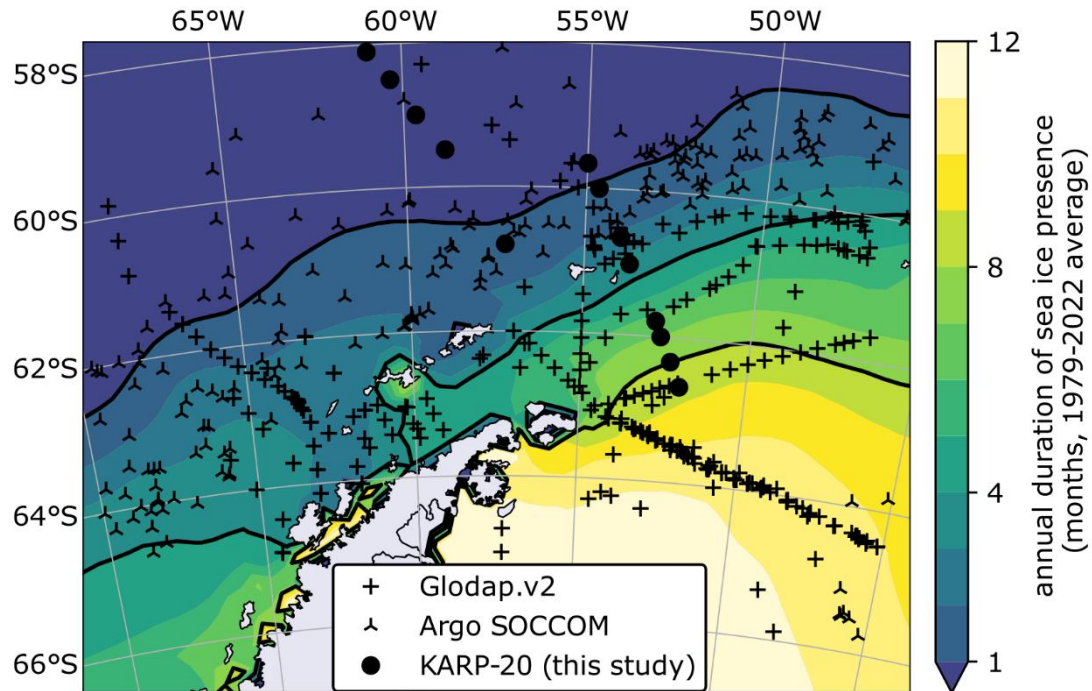 65°W 60°W 55°W 50°W
58°S
60°S
62°S
64°S
66°S
12
8
4
1
annual duration of sea ice presence
(months, 1979-2022 average)
Glodap.v2
Argo SOCCOM
KARP-20 (this study)